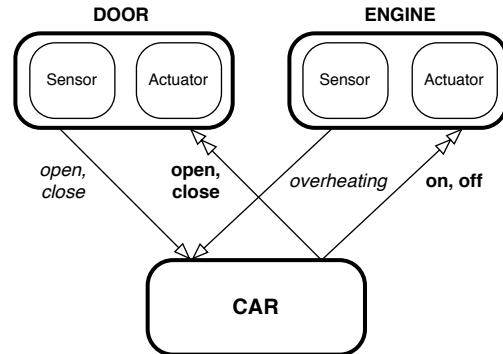 DOOR
ENGINE
Sensor
Actuator
Sensor
Actuator
open,
close
open,
close
overheating
on, off
CAR